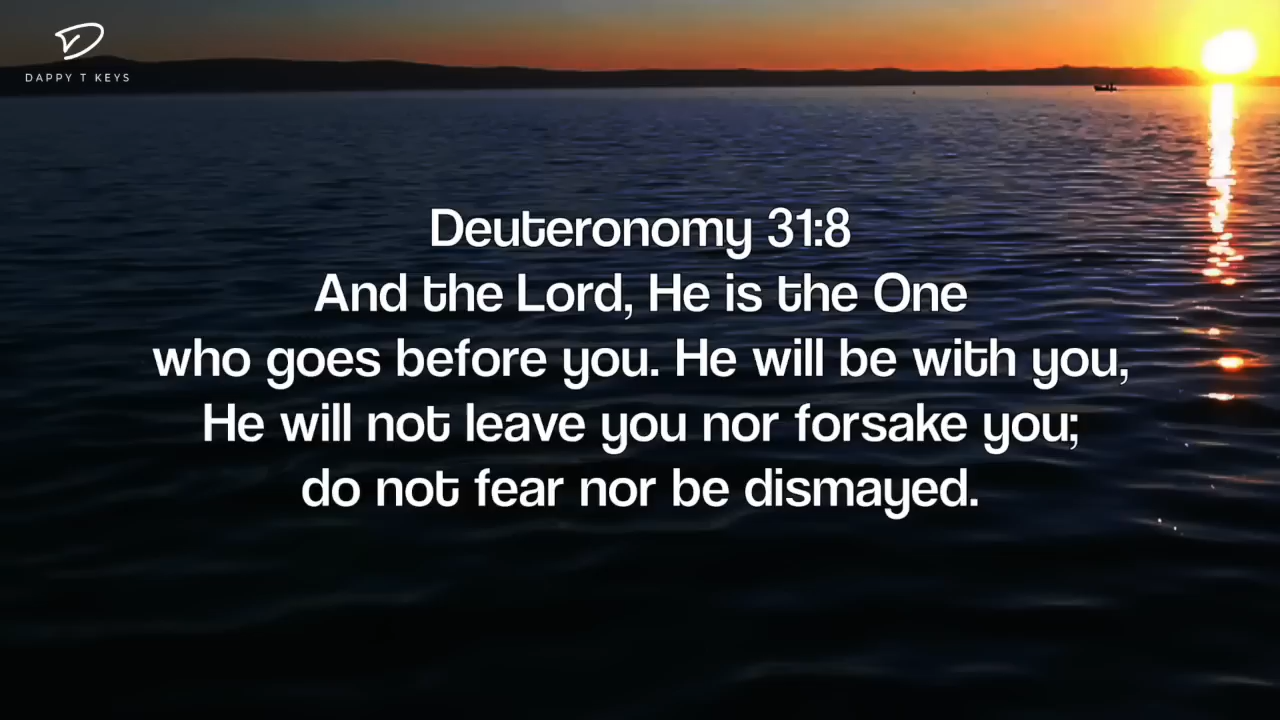 DAPPY T KEYS
Deuteronomy 31:8
And the Lord, He is the One
who goes before you. He will be with you,
He will not leave you nor forsake you;
do not fear nor be dismayed.